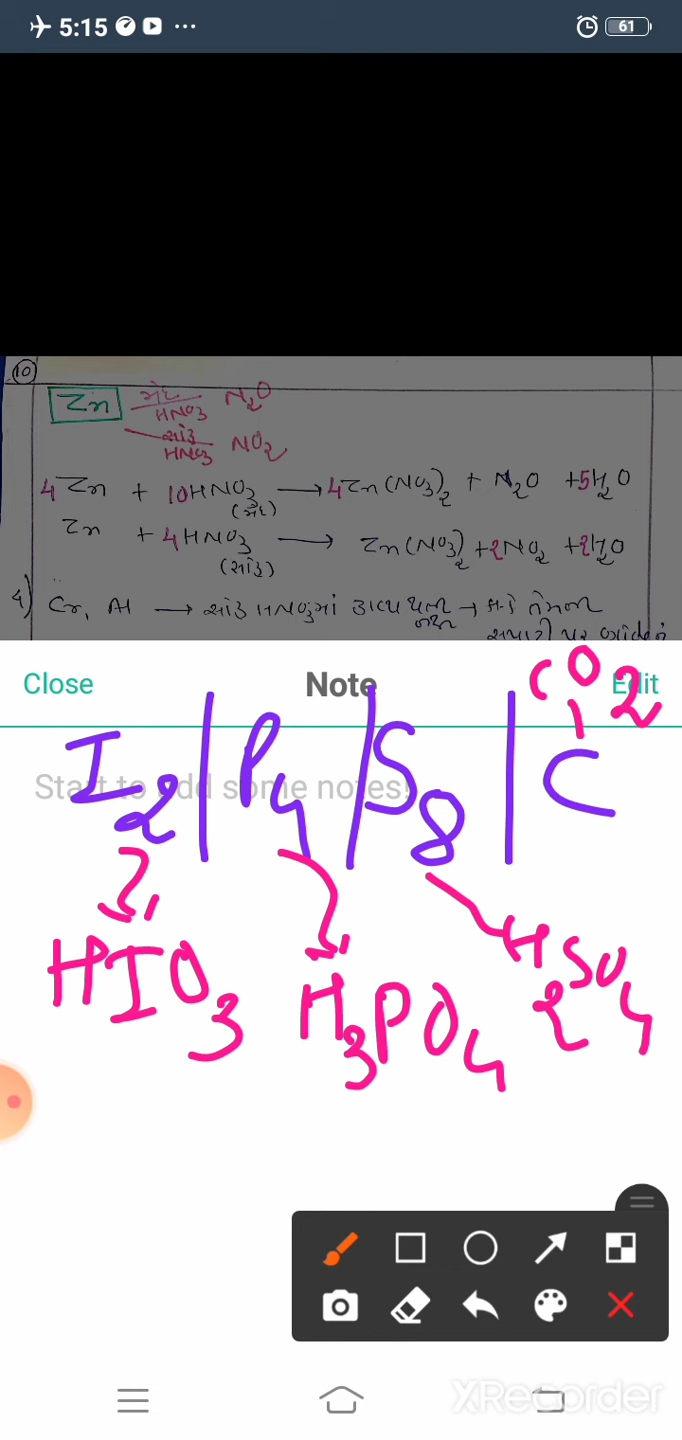 5:15 ... 61
10
Zn મંદ HNO3 N2O
સાંદ્ર HNO3 NO2
4Zn + 10HNO3 → 4Zn(NO3)2 + N2O + 5H2O
(મંદ)
Zn + 4HNO3 → Zn(NO3)2 + 2NO2 + 2H2O
(સાંદ્ર)
4) Cr, Al → સાંદ્ર HNO3માં
Close Note Edit
CO2
Start to add some notes!
I2 | P4 | S8 | C
HIO3 H3PO4 H2SO4
XRecorder